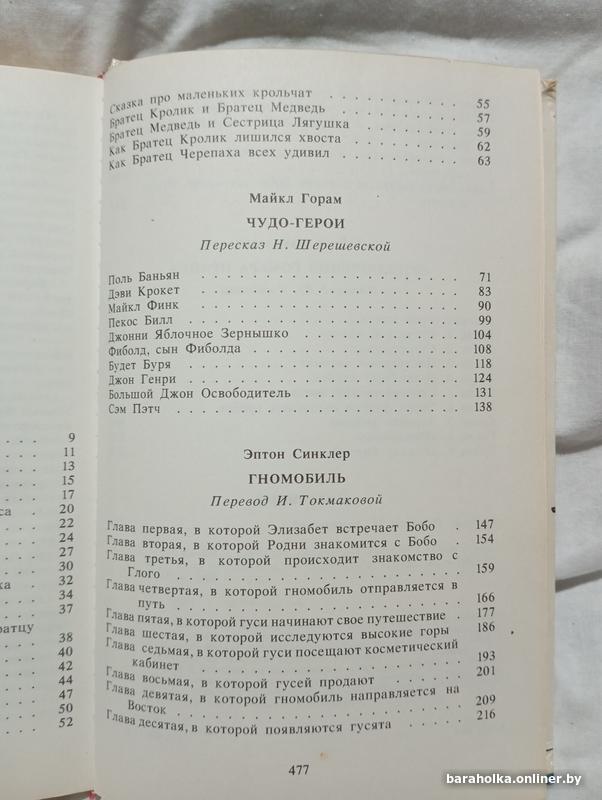 9
11
13
15
17
са 20
22
24
27
30
ка 32
34
37
ратцу
38
40
42
44
47
50
52
Сказка про маленьких крольчат . . . . . . . . . . 55
Братец Кролик и Братец Медведь . . . . . . . . . . 57
Братец Медведь и Сестрица Лягушка . . . . . . . . 59
Как Братец Кролик лишился хвоста . . . . . . . . . 62
Как Братец Черепаха всех удивил . . . . . . . . . 63
Майкл Горам
ЧУДО-ГЕРОИ
Пересказ Н. Шерешевской
Поль Баньян . . . . . . . . . . 71
Дэви Крокет . . . . . . . . . . 83
Майкл Финк . . . . . . . . . . 90
Пекос Билл . . . . . . . . . . 99
Джонни Яблочное Зернышко . . . . . . . . . . 104
Фиболд, сын Фиболда . . . . . . . . . . 108
Будет Буря . . . . . . . . . . 118
Джон Генри . . . . . . . . . . 124
Большой Джон Освободитель . . . . . . . . . . 131
Сэм Пэтч . . . . . . . . . . 138
Эптон Синклер
ГНОМОБИЛЬ
Перевод И. Токмаковой
Глава первая, в которой Элизабет встречает Бобо . 147
Глава вторая, в которой Родни знакомится с Бобо . 154
Глава третья, в которой происходит знакомство с
Глого . . . . . . . . . . 159
Глава четвертая, в которой гномобиль отправляется в
путь . . . . . . . . . . 166
Глава пятая, в которой гуси начинают свое путешествие . 177
Глава шестая, в которой исследуются высокие горы . 186
Глава седьмая, в которой гуси посещают косметический
кабинет . . . . . . . . . . 193
Глава восьмая, в которой гусей продают . . . . . . 201
Глава девятая, в которой гномобиль направляется на
Восток . . . . . . . . . . 209
Глава десятая, в которой появляются гусята . . . . 216
477
baraholka.onliner.by